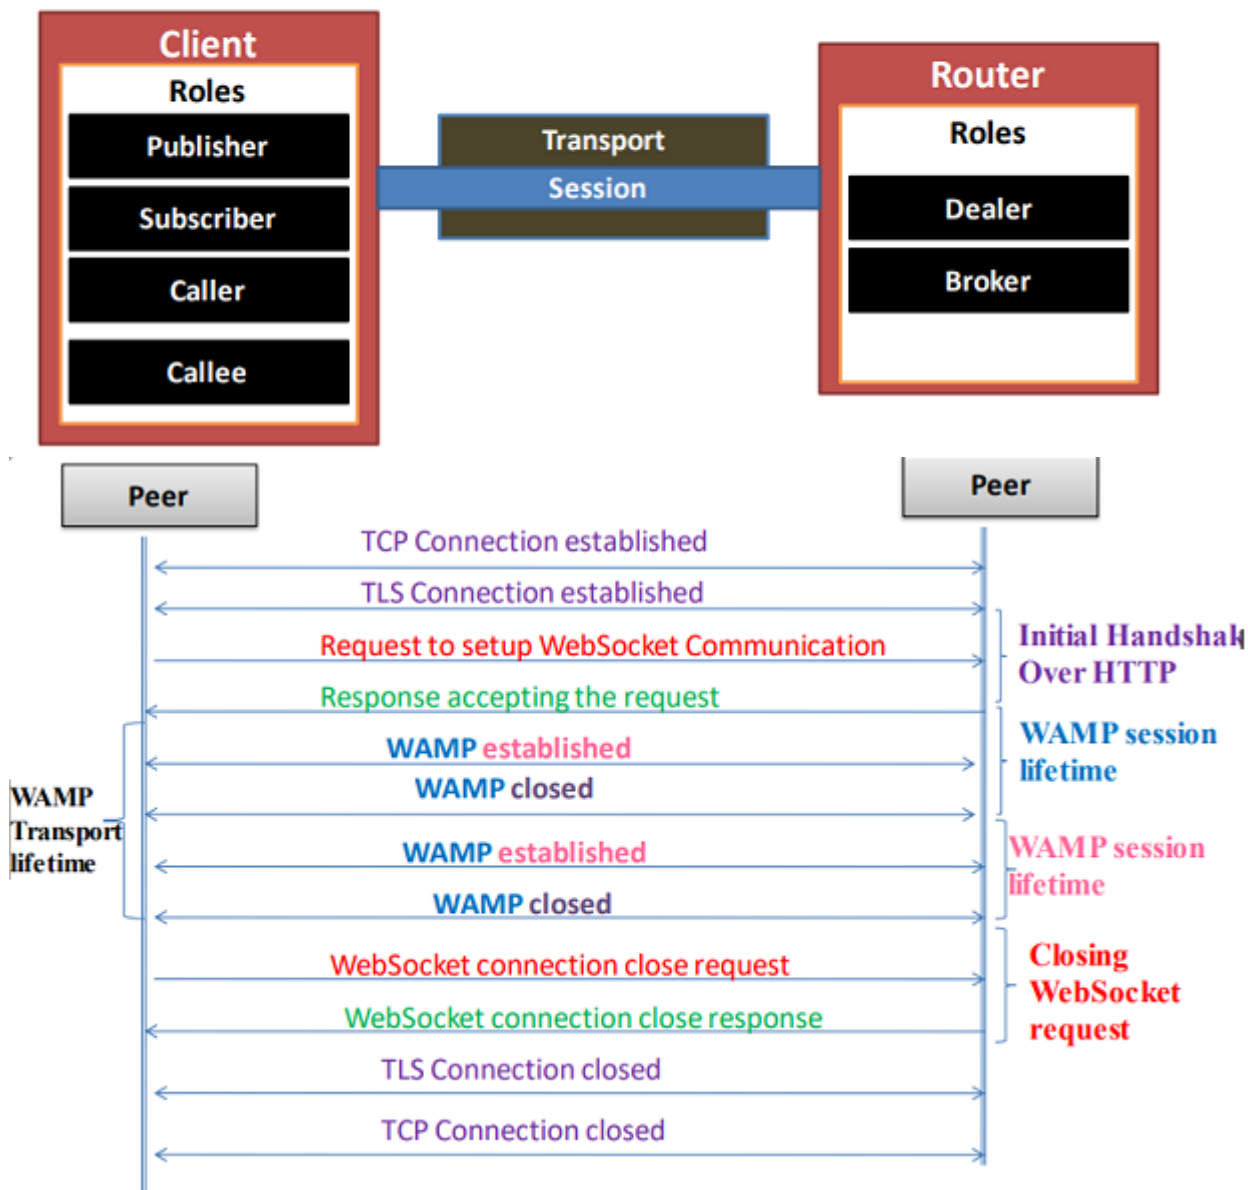 Client
Roles
Publisher
Subscriber
Caller
Callee
Transport
Session
Router
Roles
Dealer
Broker
Peer
Peer
TCP Connection established
TLS Connection established
Request to setup WebSocket Communication
Response accepting the request
Initial Handshak
Over HTTP
WAMP established
WAMP closed
WAMP session
lifetime
WAMP
Transport
lifetime
WAMP established
WAMP closed
WAMP session
lifetime
WebSocket connection close request
WebSocket connection close response
Closing
WebSocket
request
TLS Connection closed
TCP Connection closed